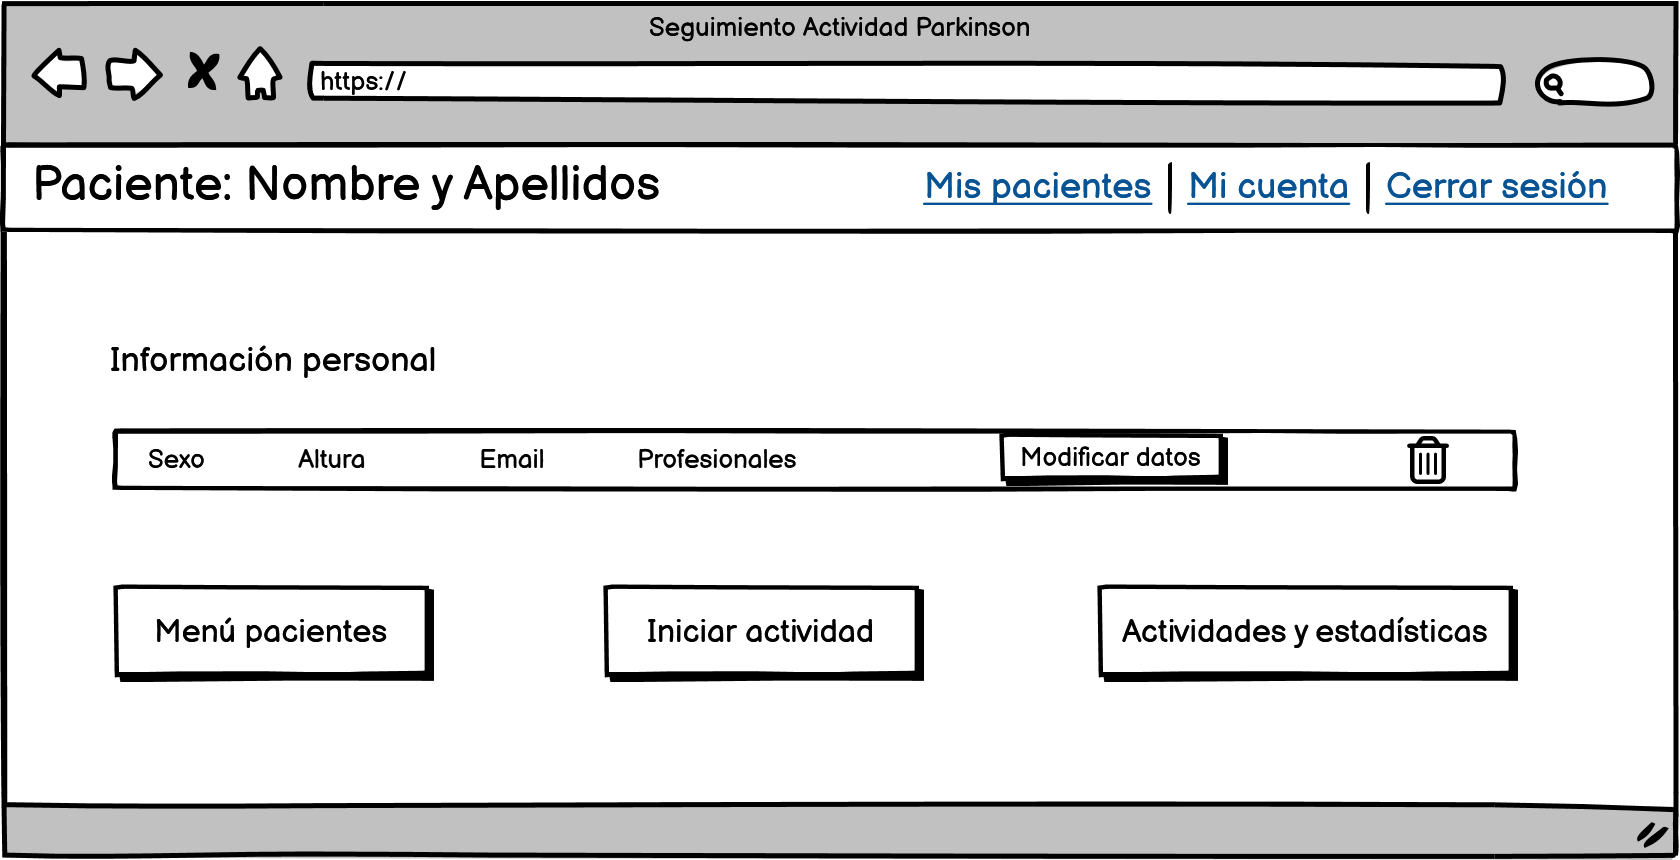 Seguimiento Actividad Parkinson
https://
Paciente: Nombre y Apellidos
Mis pacientes | Mi cuenta | Cerrar sesión
Información personal
Sexo Altura Email Profesionales Modificar datos
Menú pacientes
Iniciar actividad
Actividades y estadísticas